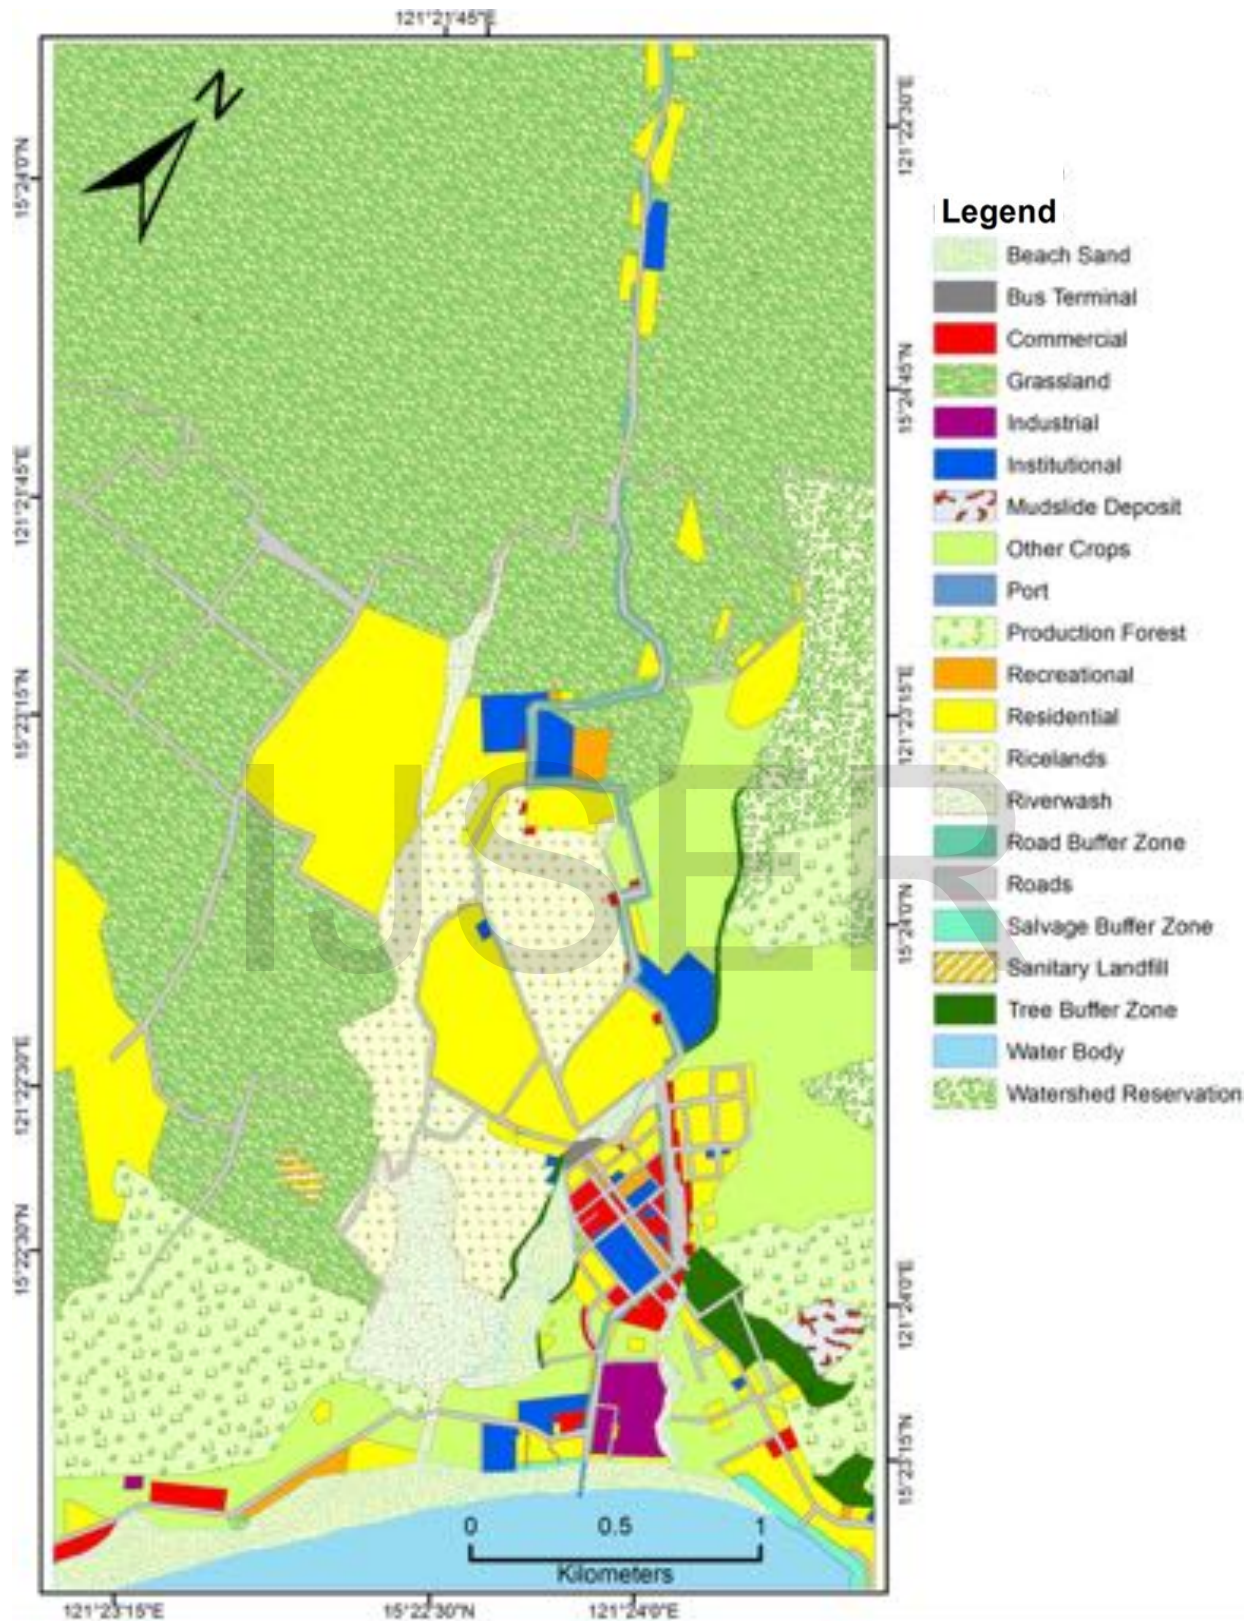 121°21'45"E
N
15°24'0"N
121°22'30"E
15°24'45"N
121°21'45"E
15°23'15"N
121°23'15"E
15°24'0"N
121°22'30"E
15°22'30"N
121°24'0"E
15°23'15"N
Legend
Beach Sand
Bus Terminal
Commercial
Grassland
Industrial
Institutional
Mudslide Deposit
Other Crops
Port
Production Forest
Recreational
Residential
Ricelands
Riverwash
Road Buffer Zone
Roads
Salvage Buffer Zone
Sanitary Landfill
Tree Buffer Zone
Water Body
Watershed Reservation
IJSER
0 0.5 1
Kilometers
121°23'15"E 15°22'30"N 121°24'0"E